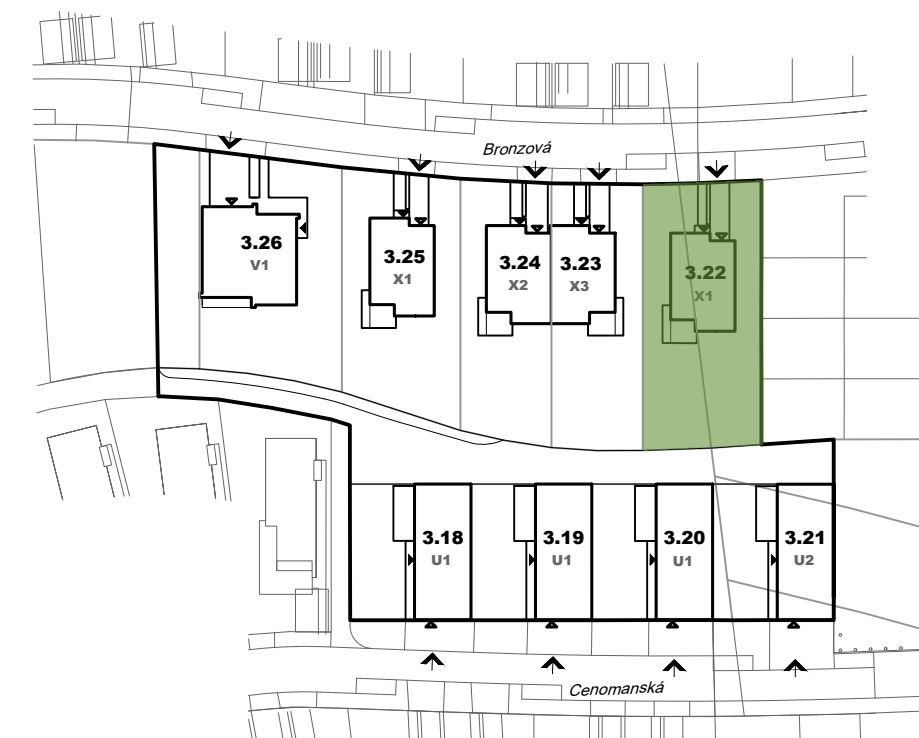 Bronzová
3.26
V1
3.25
X1
3.24
X2
3.23
X3
3.22
X1
3.18
U1
3.19
U1
3.20
U1
3.21
U2
Cenomanská